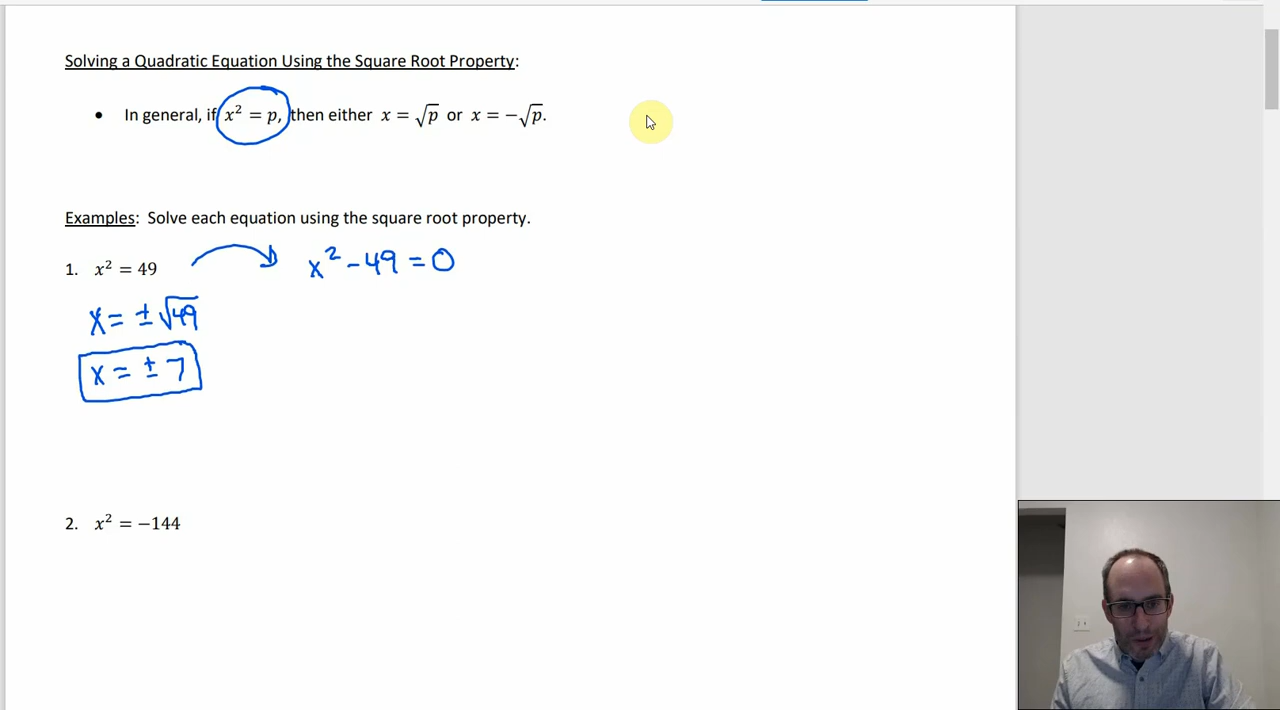 Solving a Quadratic Equation Using the Square Root Property:
• In general, if x² = p, then either x = √p or x = −√p.
Examples: Solve each equation using the square root property.
1. x² = 49
x² - 49 = 0
x = ± √49
x = ± 7
2. x² = −144